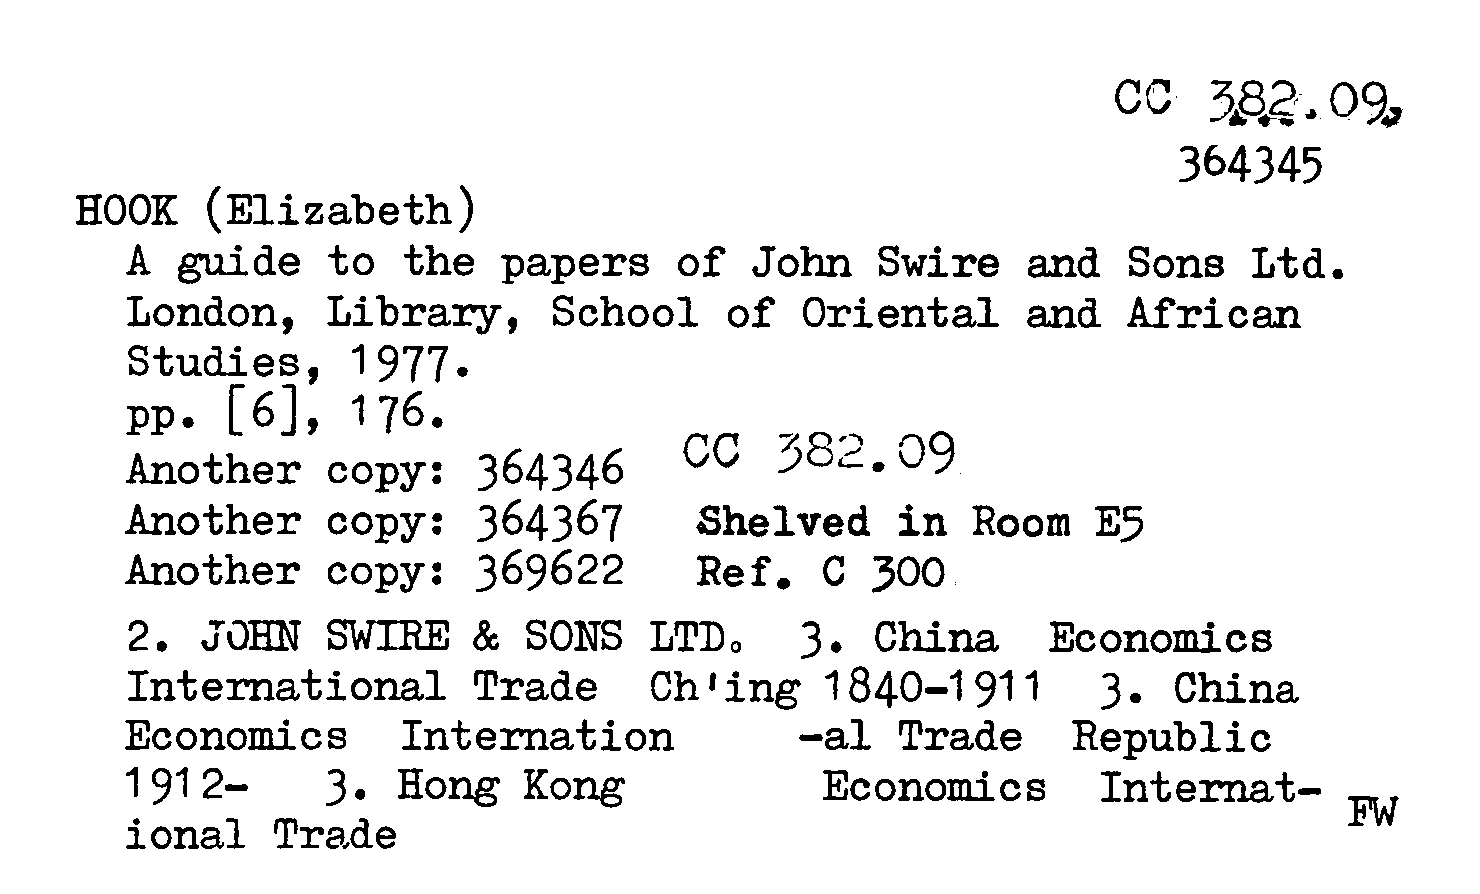 CC 382.09
364345
HOOK (Elizabeth)
A guide to the papers of John Swire and Sons Ltd.
London, Library, School of Oriental and African
Studies, 1977.
pp. [6], 176.
Another copy: 364346 CC 382.09
Another copy: 364367 Shelved in Room E5
Another copy: 369622 Ref. C 300
2. JOHN SWIRE & SONS LTD. 3. China Economics
International Trade Ch'ing 1840-1911 3. China
Economics Internation -al Trade Republic
1912- 3. Hong Kong Economics Internat-
ional Trade FW